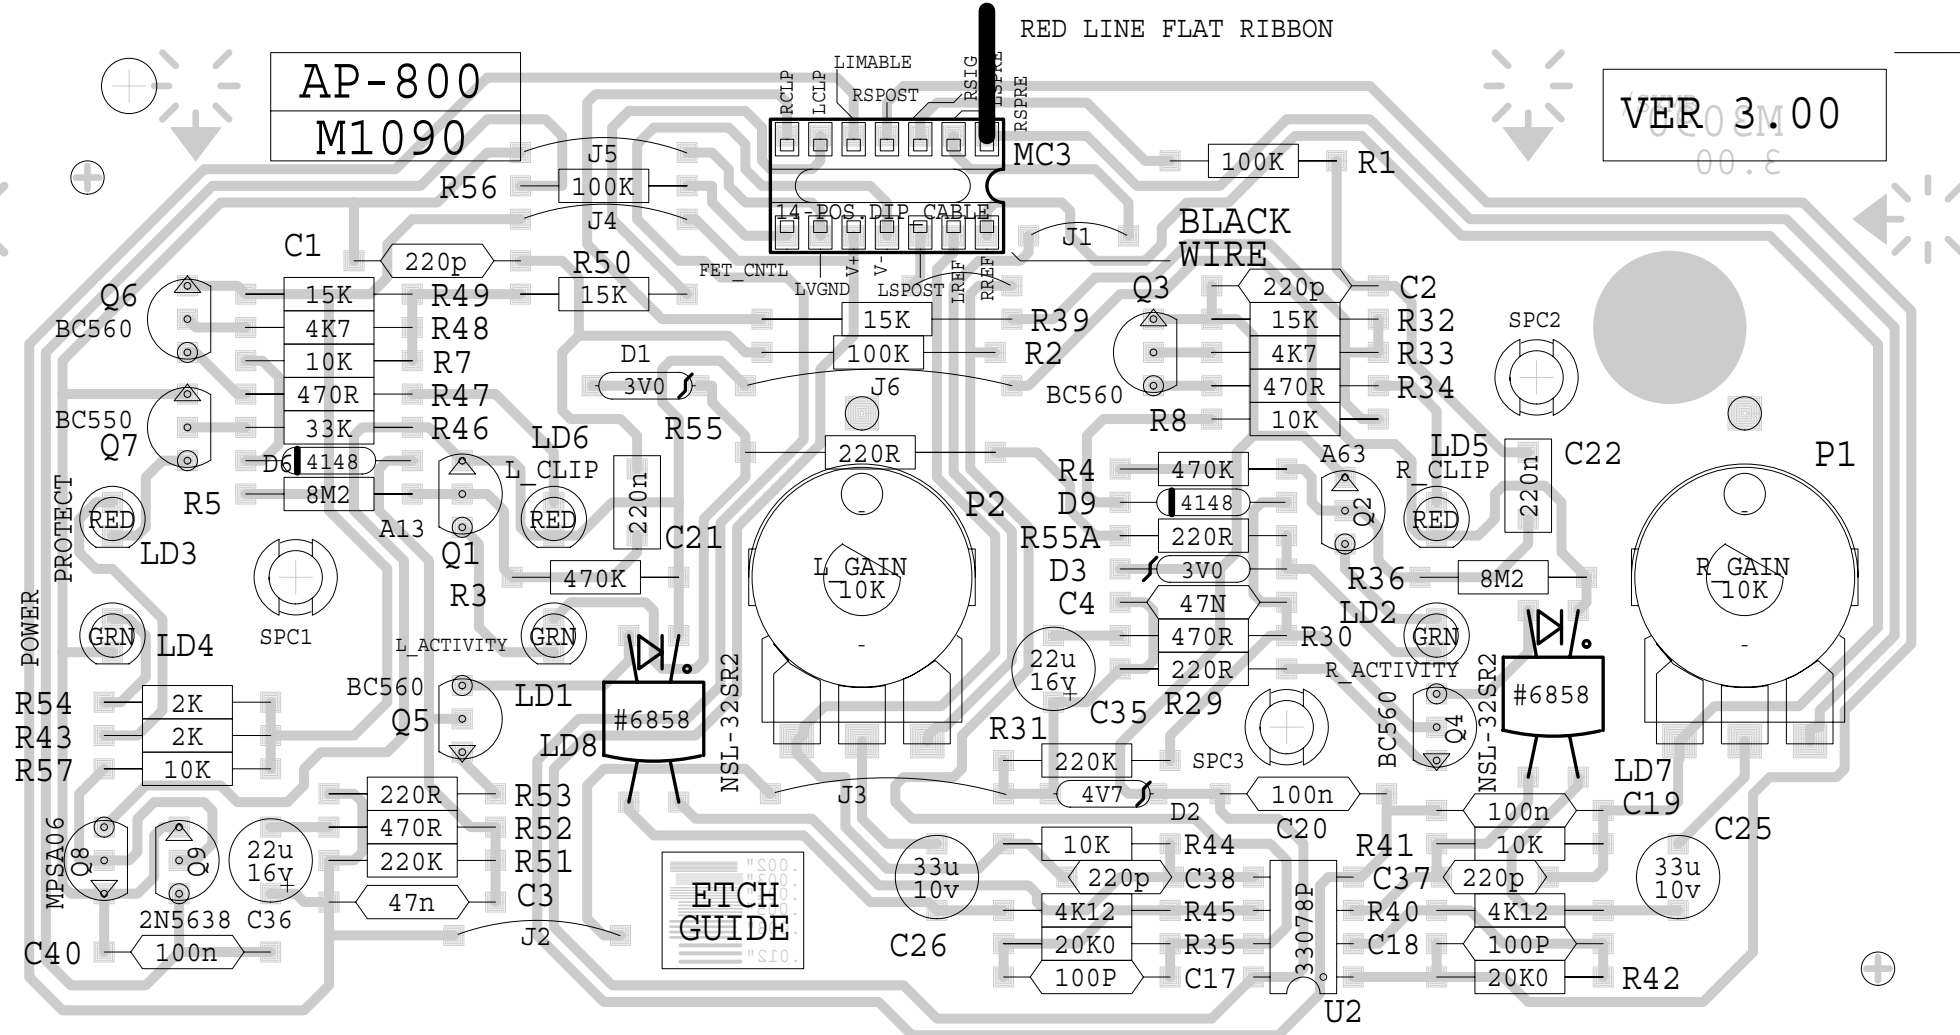 RED LINE FLAT RIBBON
AP-800
M1090
RCLP
LCLP
LIMABLE
RSPOST
RSIG
LSPRE
RSPRE
VER 3.00
M1090
3.00
J5
MC3
100K
R1
R56
100K
J4
14-POS.DIP CABLE
BLACK
WIRE
J1
C1
220p
R50
FET_CNTL
LVGND
V+
V-
LSPOST
LREF
RREF
Q3
220p
C2
Q6
BC560
15K
R49
15K
15K
R39
15K
R32
SPC2
4K7
R48
100K
R2
4K7
R33
10K
R7
D1
3V0
J6
BC560
470R
R34
BC550
Q7
470R
R47
33K
R46
R55
R8
10K
LD6
L_CLIP
220R
A63
LD5
R_CLIP
C22
P1
D6
4148
R4
470K
R5
8M2
A13
Q1
RED
220n
C21
P2
D9
4148
Q2
RED
220n
PROTECT
RED
LD3
R55A
220R
R3
470K
L_GAIN
10K
D3
3V0
R36
8M2
R_GAIN
10K
C4
47N
LD2
POWER
GRN
LD4
SPC1
L_ACTIVITY
GRN
470R
R30
GRN
22u
16v
+
220R
R29
R_ACTIVITY
BC560
Q5
LD1
#6858
LD8
NSL-32SR2
C35
BC560
Q4
NSL-32SR2
#6858
R54
2K
R43
2K
R57
10K
R31
220K
SPC3
LD7
220R
R53
J3
4V7
D2
100n
C20
100n
C19
MPSA06
Q8
Q9
22u
16v
+
470R
R52
220K
R51
10K
R44
R41
10K
C25
33u
10v
220p
C38
C37
220p
33u
10v
2N5638
C36
47n
C3
ETCH
GUIDE
.002"
.012"
4K12
R45
33078P
R40
4K12
C40
100n
J2
C26
20K0
R35
C18
100P
100P
C17
20K0
R42
U2